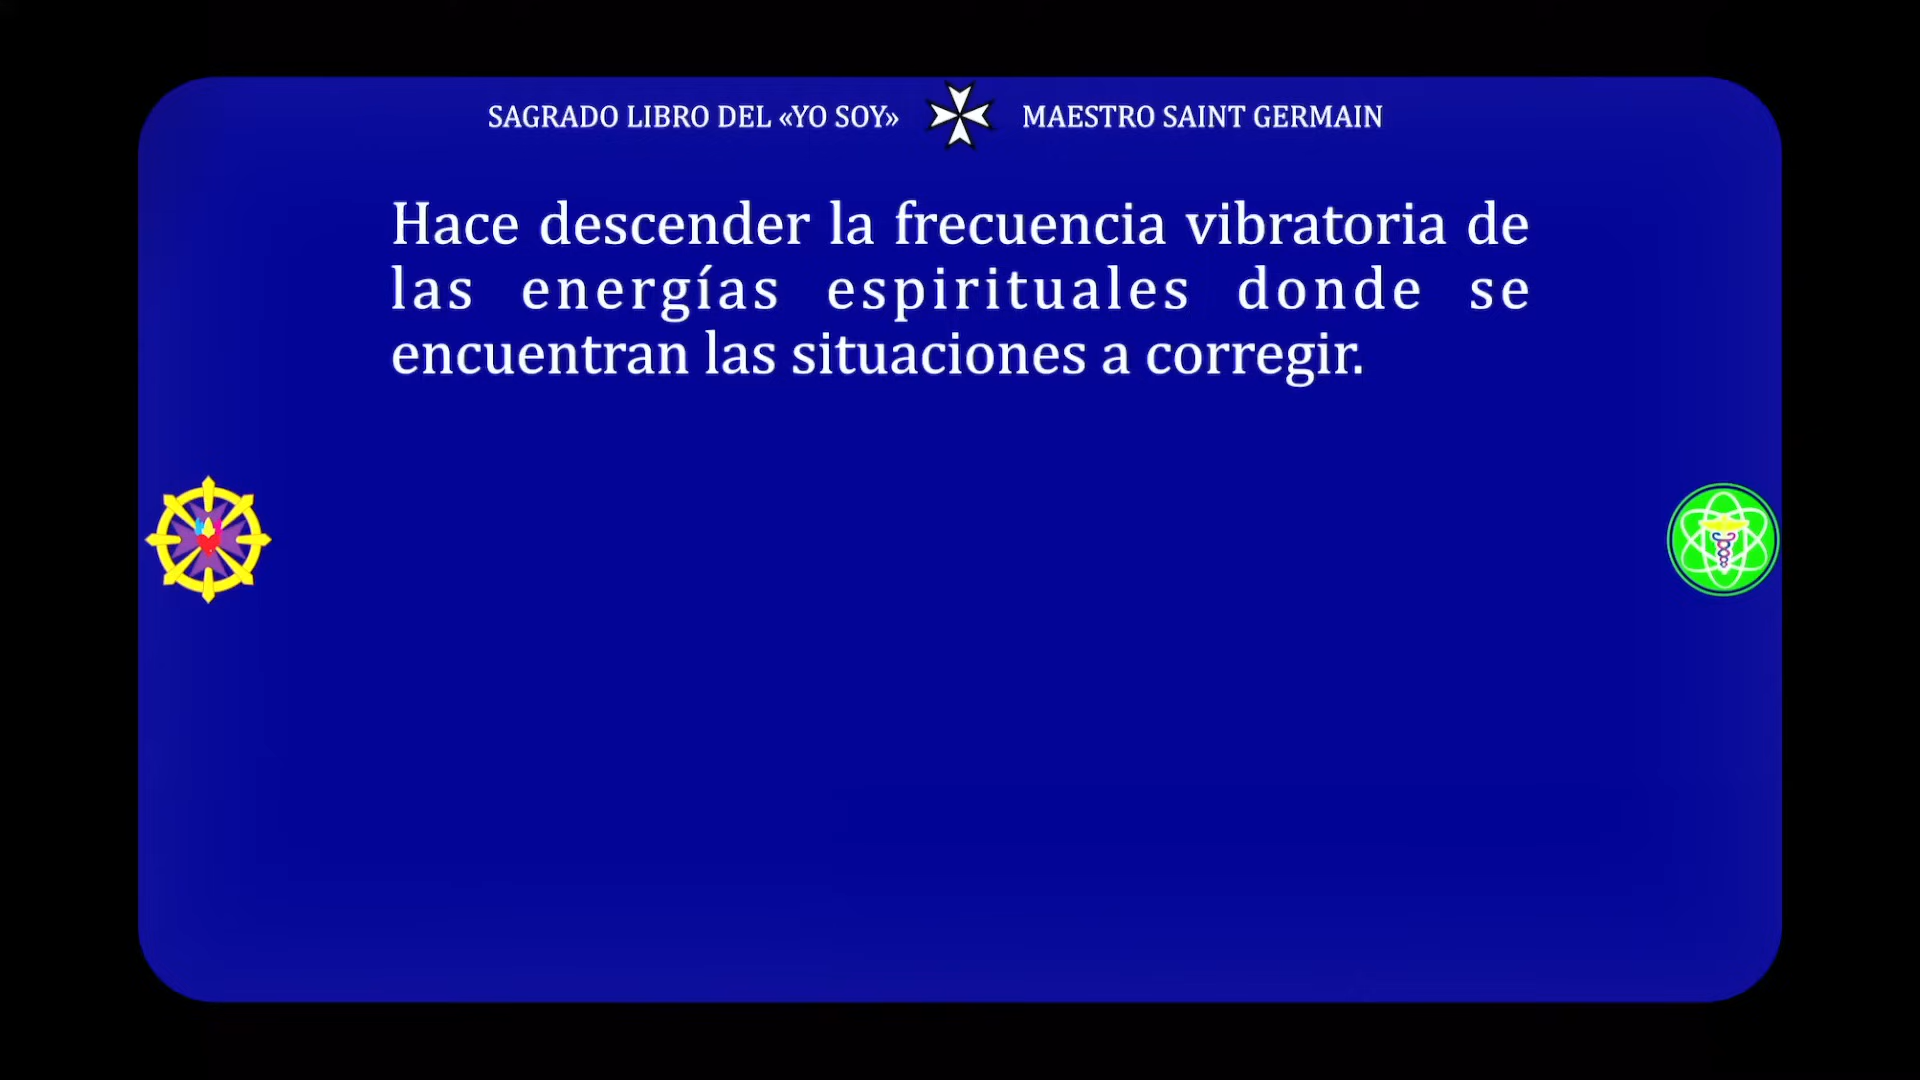 SAGRADO LIBRO DEL «YO SOY» MAESTRO SAINT GERMAIN
Hace descender la frecuencia vibratoria de
las energías espirituales donde se
encuentran las situaciones a corregir.